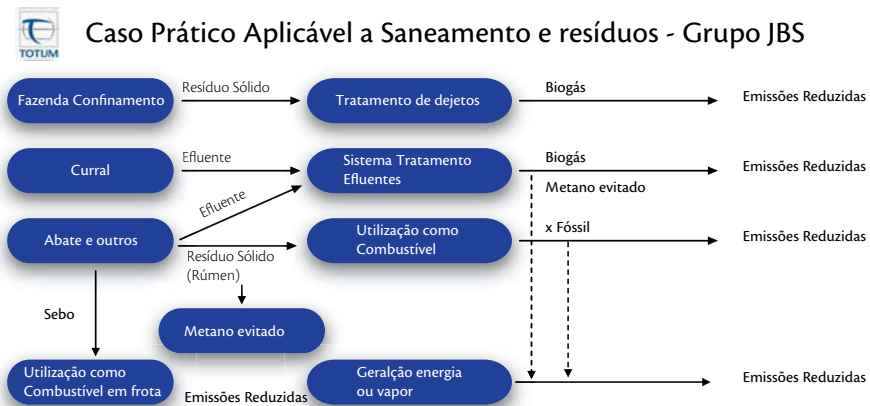 TOTUM
Caso Prático Aplicável a Saneamento e resíduos - Grupo JBS
Fazenda Confinamento
Resíduo Sólido
Tratamento de dejetos
Biogás
Emissões Reduzidas
Curral
Efluente
Sistema Tratamento
Efluentes
Biogás
Metano evitado
Emissões Reduzidas
Efluente
Abate e outros
Resíduo Sólido
(Rúmen)
Utilização como
Combustível
x Fóssil
Emissões Reduzidas
Sebo
Metano evitado
Utilização como
Combustível em frota
Emissões Reduzidas
Geralção energia
ou vapor
Emissões Reduzidas